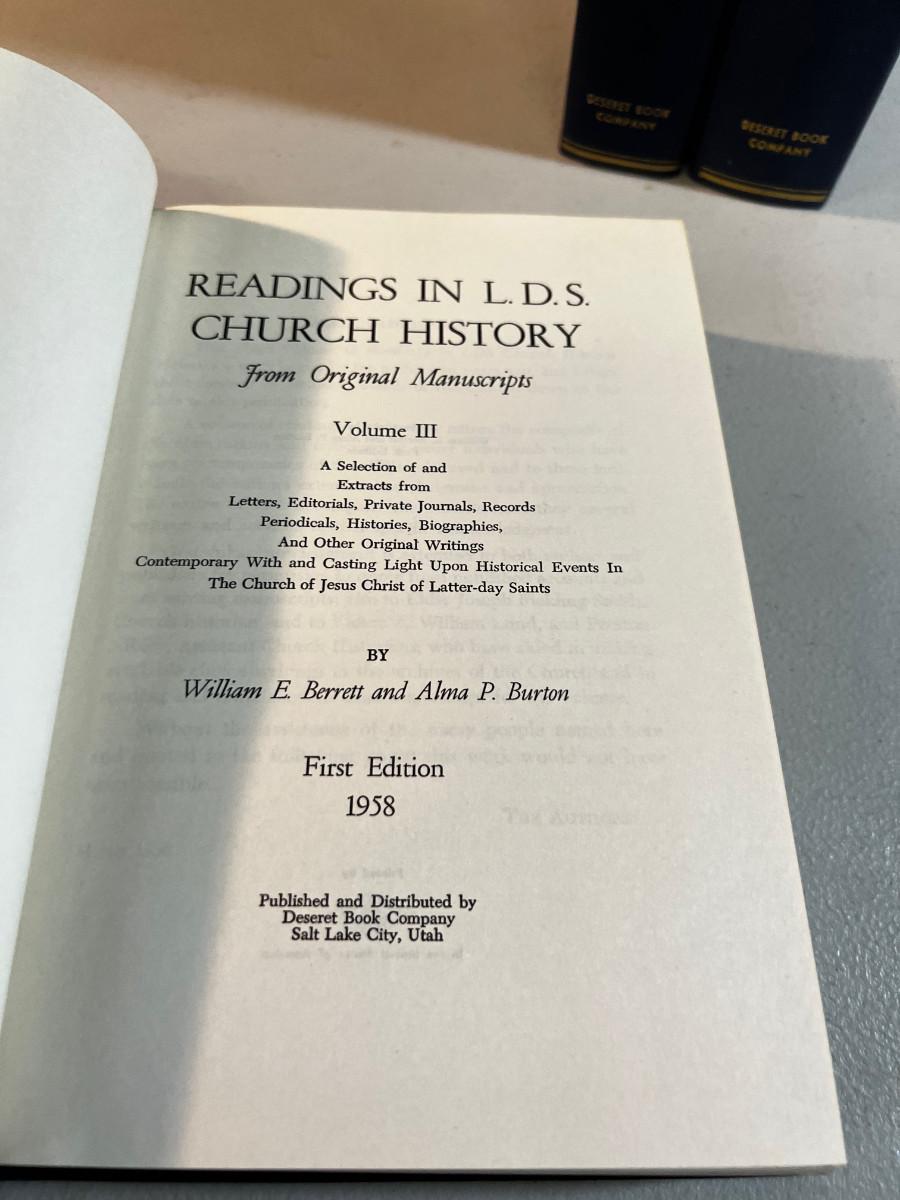 DESERET BOOK
COMPANY
DESERET BOOK
COMPANY
READINGS IN L. D. S.
CHURCH HISTORY
From Original Manuscripts
Volume III
A Selection of and
Extracts from
Letters, Editorials, Private Journals, Records
Periodicals, Histories, Biographies,
And Other Original Writings
Contemporary With and Casting Light Upon Historical Events In
The Church of Jesus Christ of Latter-day Saints
BY
William E. Berrett and Alma P. Burton
First Edition
1958
Published and Distributed by
Deseret Book Company
Salt Lake City, Utah